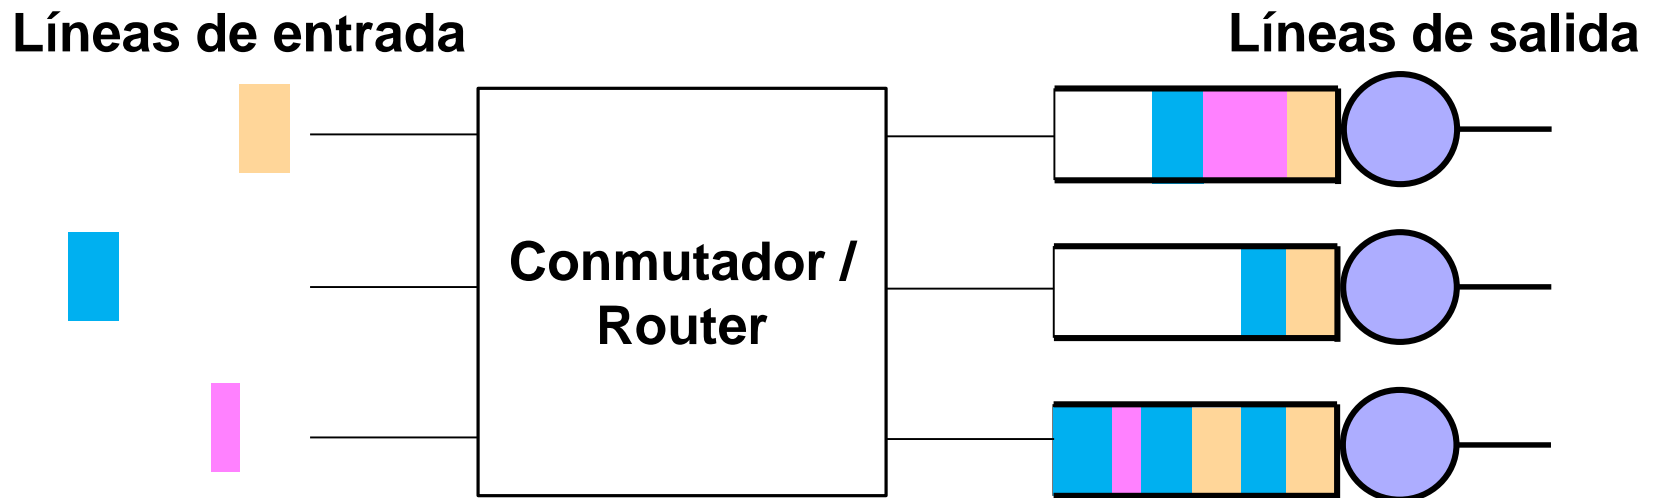 Líneas de entrada
Líneas de salida
Conmutador /
Router